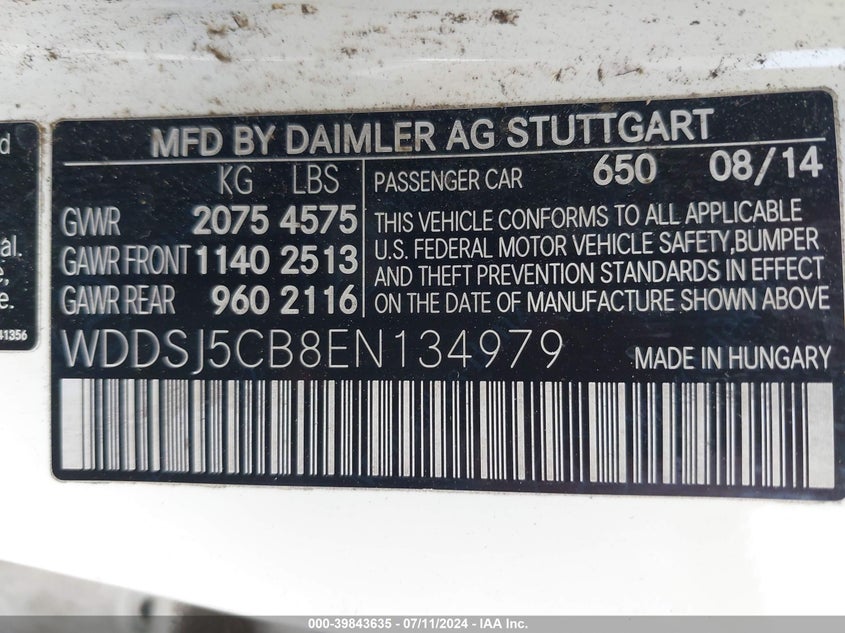 MFD BY DAIMLER AG STUTTGART
KG LBS
GVWR 2075 4575
GAWR FRONT 1140 2513
GAWR REAR 960 2116
PASSENGER CAR 650 08/14
THIS VEHICLE CONFORMS TO ALL APPLICABLE
U.S. FEDERAL MOTOR VEHICLE SAFETY,BUMPER
AND THEFT PREVENTION STANDARDS IN EFFECT
ON THE DATE OF MANUFACTURE SHOWN ABOVE.
WDDSJ5CB8EN134979 MADE IN HUNGARY
41356
000-39843635 - 07/11/2024 - IAA Inc.